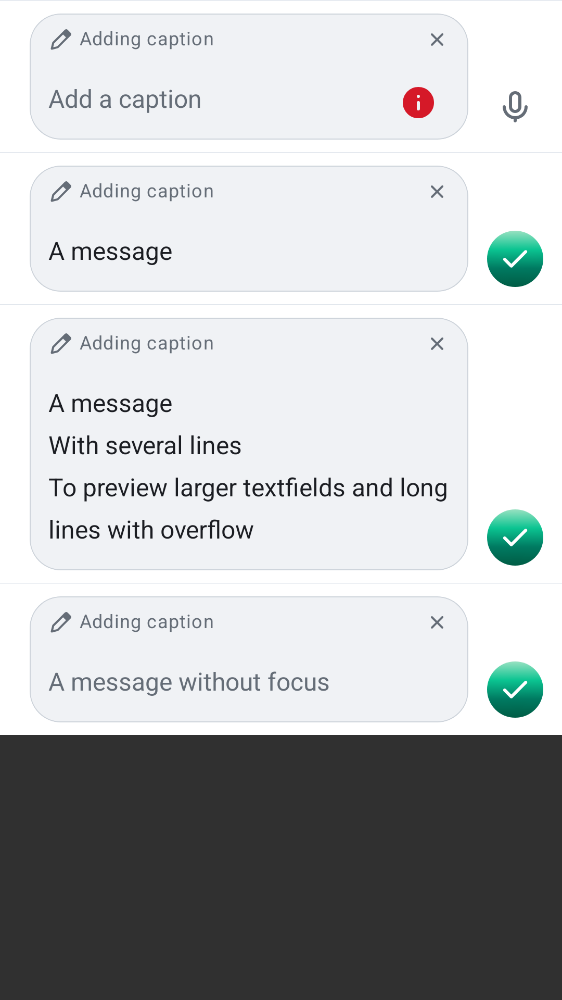 Adding caption
Add a caption
Adding caption
A message
Adding caption
A message
With several lines
To preview larger textfields and long
lines with overflow
Adding caption
A message without focus